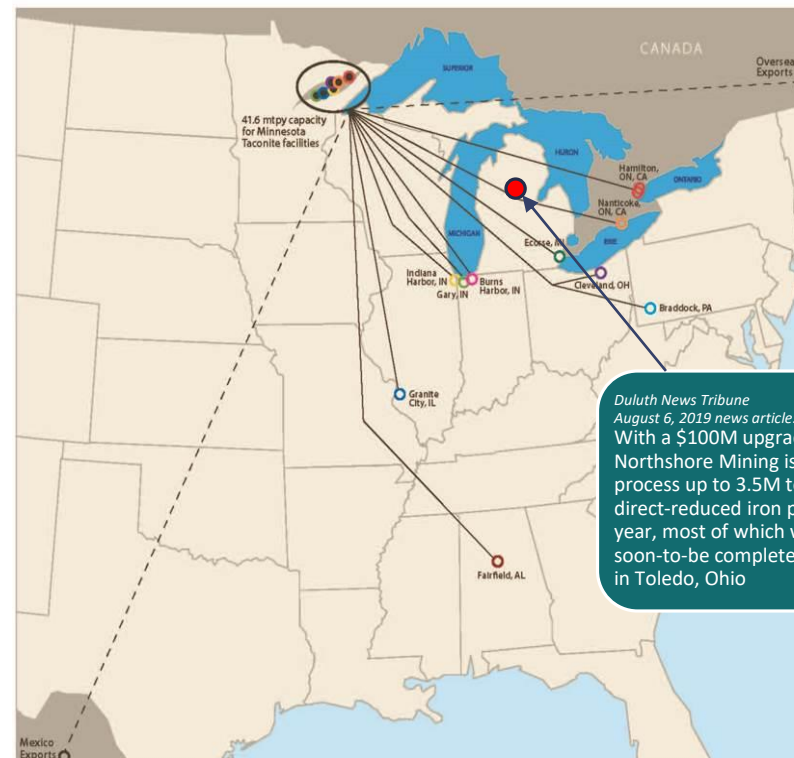 CANADA
Oversea
Exports
SUPERIOR
41.6 mtpy capacity
for Minnesota
Taconite facilities
HURON
Hamilton,
ON, CA
ONTARIO
Nanticoke,
ON, CA
MICHIGAN
ERIE
Ecorse, MI
Indiana
Harbor, IN
Burns
Harbor, IN
Gary, IN
Cleveland, OH
Braddock, PA
Granite
City, IL
Duluth News Tribune
August 6, 2019 news article
With a $100M upgrad
Northshore Mining is
process up to 3.5M t
direct-reduced iron p
year, most of which w
soon-to-be complete
in Toledo, Ohio
Fairfield, AL
Mexico
Exports